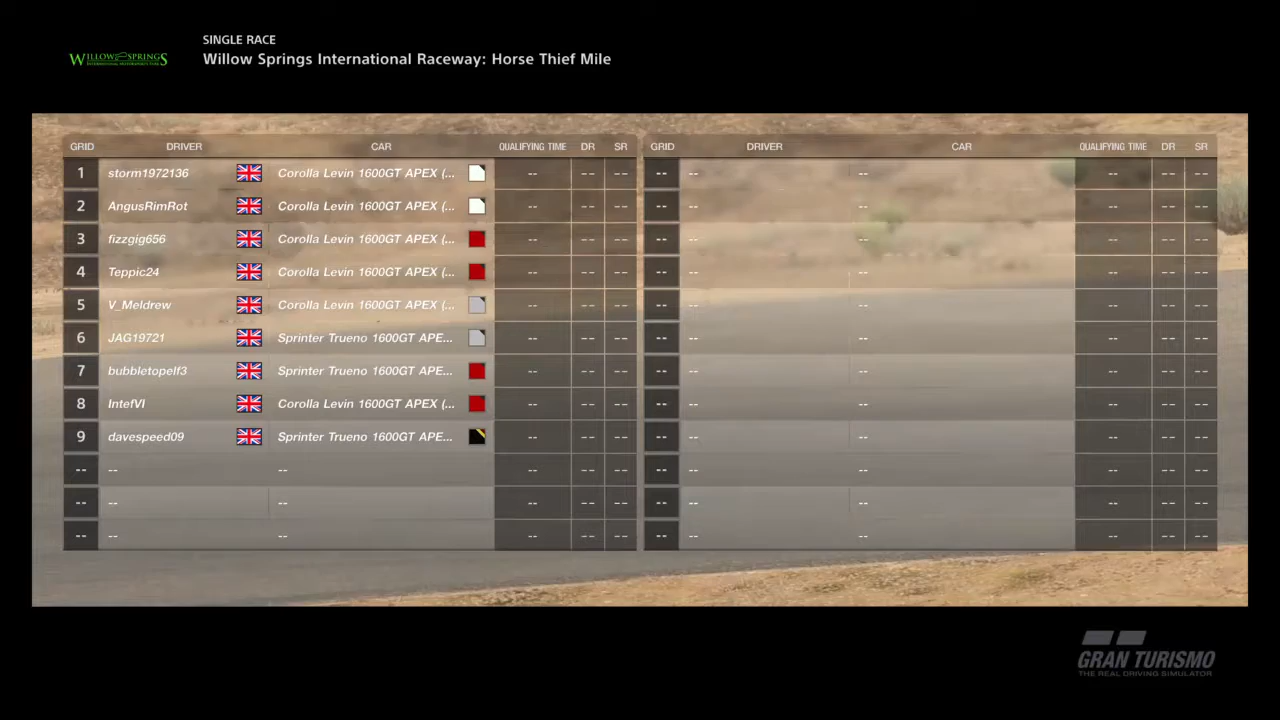 WILLOW SPRINGS
SINGLE RACE
Willow Springs International Raceway: Horse Thief Mile
GRID DRIVER CAR QUALIFYING TIME DR SR GRID DRIVER CAR QUALIFYING TIME DR SR
1 storm1972136 Corolla Levin 1600GT APEX (... -- -- -- -- -- -- -- -- --
2 AngusRimRot Corolla Levin 1600GT APEX (... -- -- -- -- -- -- -- -- --
3 fizzgig656 Corolla Levin 1600GT APEX (... -- -- -- -- -- -- -- -- --
4 Teppic24 Corolla Levin 1600GT APEX (... -- -- -- -- -- -- -- -- --
5 V_Meldrew Corolla Levin 1600GT APEX (... -- -- -- -- -- -- -- -- --
6 JAG19721 Sprinter Trueno 1600GT APE... -- -- -- -- -- -- -- -- --
7 bubbletopelf3 Sprinter Trueno 1600GT APE... -- -- -- -- -- -- -- -- --
8 IntefVI Corolla Levin 1600GT APEX (... -- -- -- -- -- -- -- -- --
9 davespeed09 Sprinter Trueno 1600GT APE... -- -- -- -- -- -- -- -- --
-- -- -- -- -- -- -- -- -- -- -- --
-- -- -- -- -- -- -- -- -- -- -- --
-- -- -- -- -- -- -- -- -- -- -- --
GRAN TURISMO
THE REAL DRIVING SIMULATOR